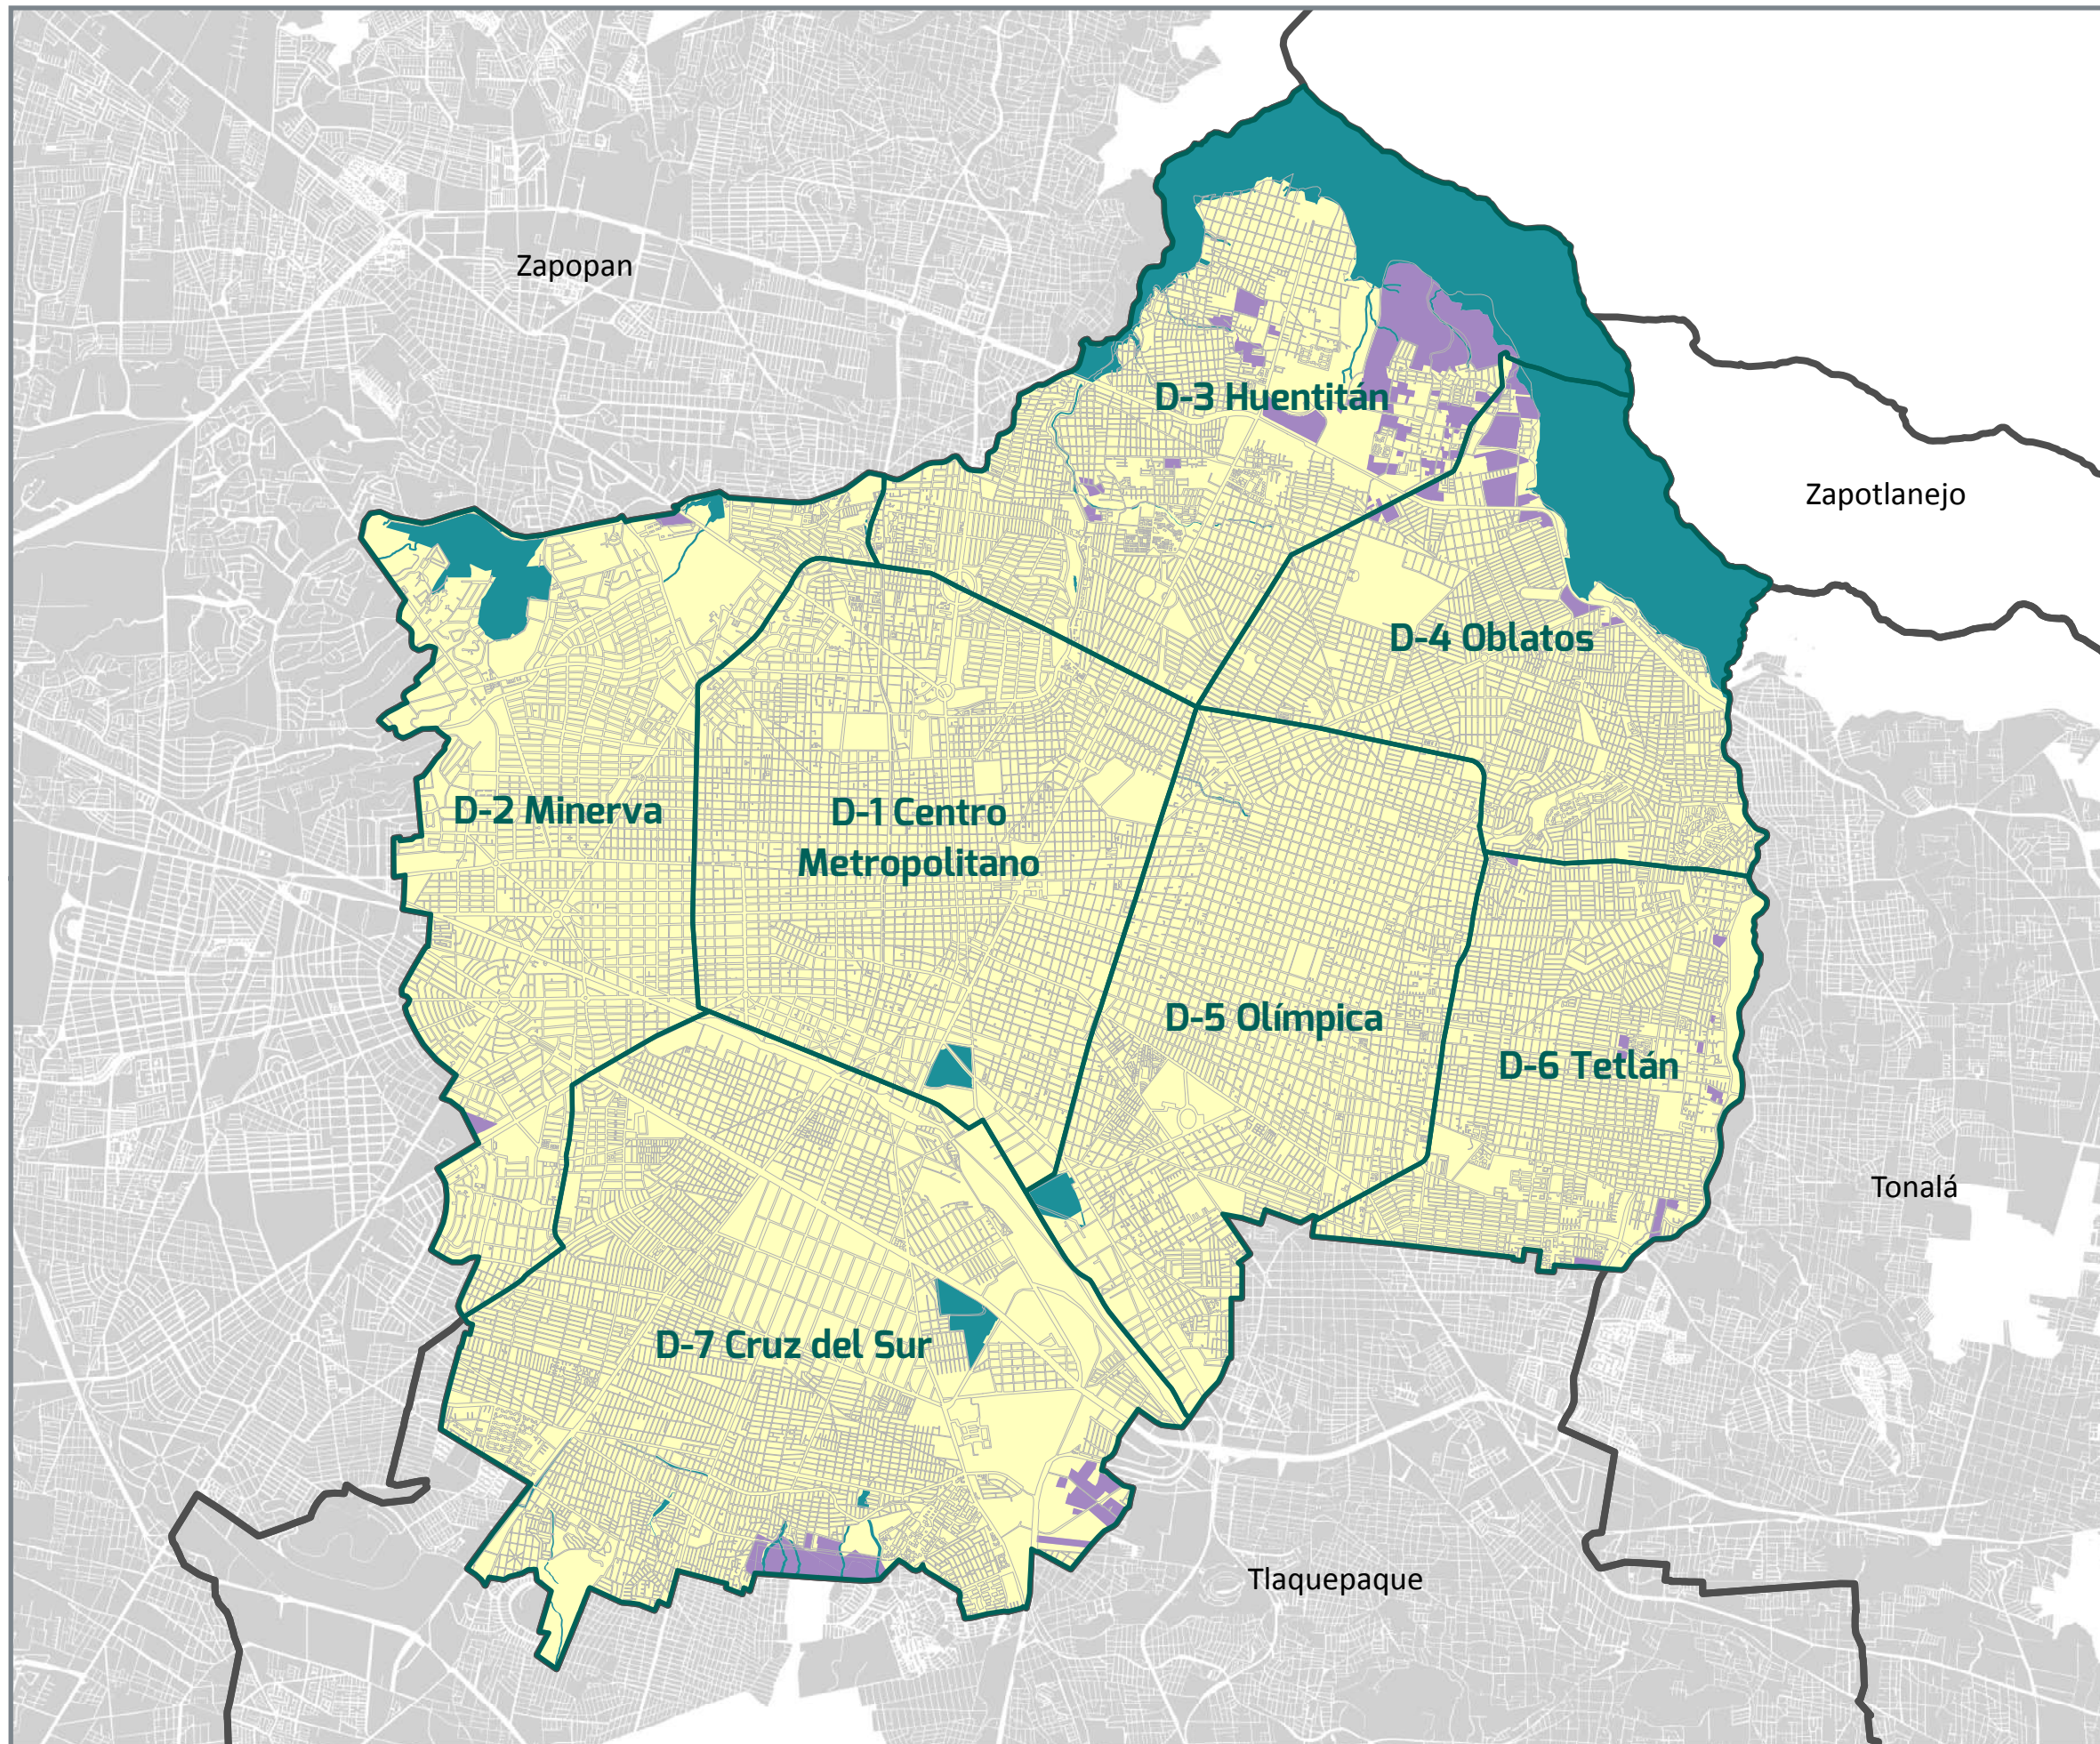 Zapopan
D-3 Huentitán
Zapotlanejo
D-4 Oblatos
D-2 Minerva
D-1 Centro
Metropolitano
D-5 Olímpica
D-6 Tetlán
Tonalá
D-7 Cruz del Sur
Tlaquepaque